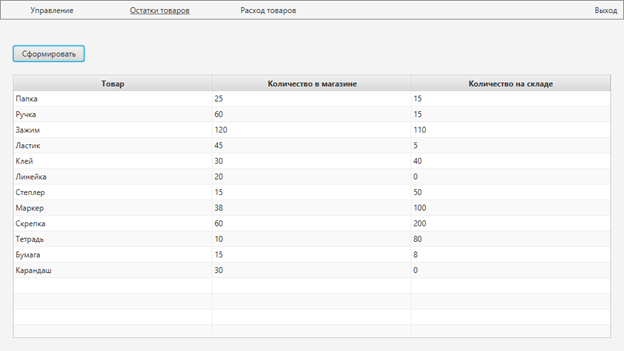 Управление Остатки товаров Расход товаров Выход
Сформировать
Товар Количество в магазине Количество на складе
Папка 25 15
Ручка 60 15
Зажим 120 110
Ластик 45 5
Клей 30 40
Линейка 20 0
Степлер 15 50
Маркер 38 100
Скрепка 60 200
Тетрадь 10 80
Бумага 15 8
Карандаш 30 0